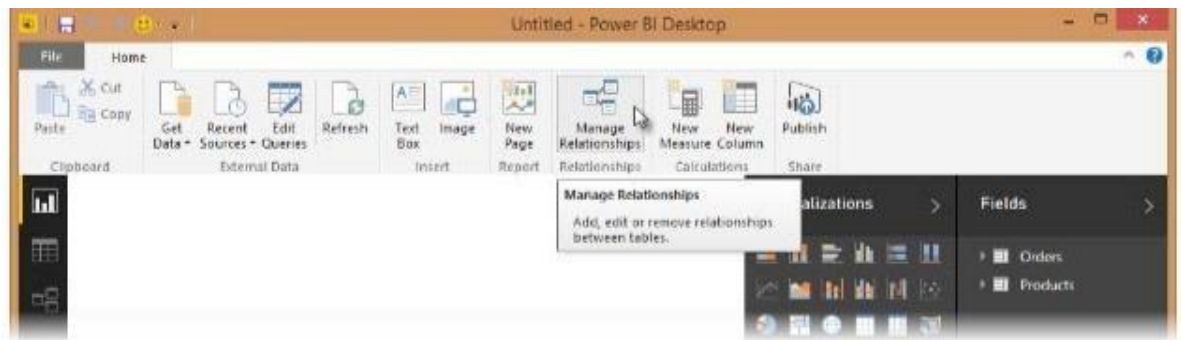 Untitled - Power BI Desktop
File Home
Cut
Copy
Paste
Get Data
Recent Sources
Edit Queries
Refresh
Text Box
Image
New Page
Manage Relationships
New Measure
New Column
Publish
Clipboard External Data Insert Report Relationships Calculations Share
Manage Relationships
Add, edit or remove relationships
between tables.
alizations
Fields
Orders
Products